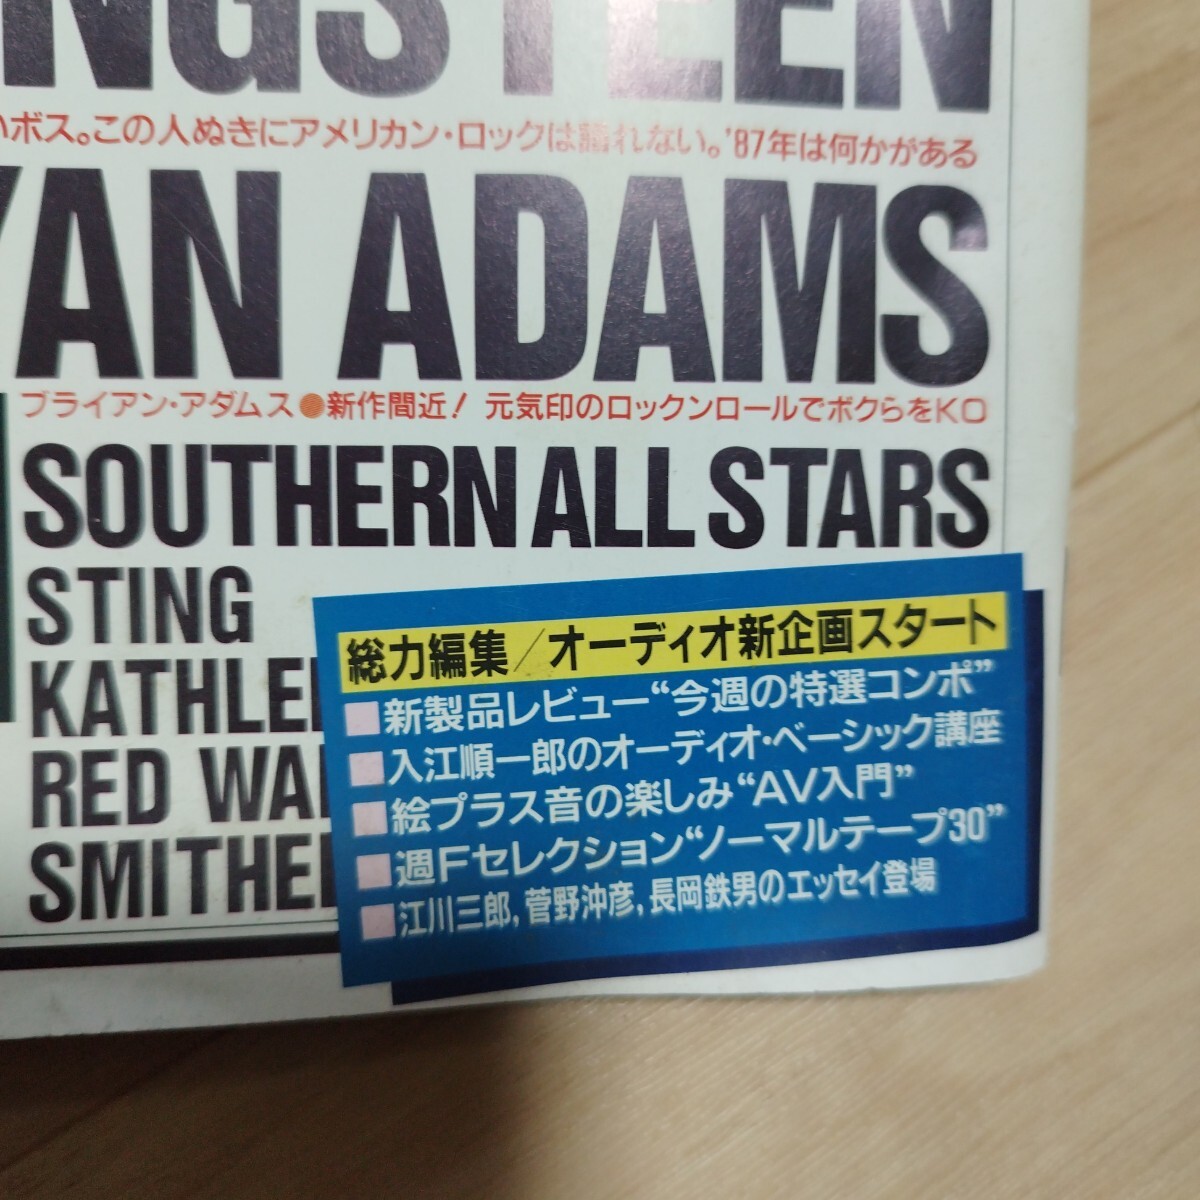 NGSTEEN
いボス。この人ぬきにアメリカン・ロックは語れない。'87年は何かがある
YAN ADAMS
ブライアン・アダムス●新作間近! 元気印のロックンロールでボクらをKO
SOUTHERN ALL STARS
STING
KATHLE
RED WA
SMITHE
総力編集/オーディオ新企画スタート
■新製品レビュー“今週の特選コンポ”
■入江順一郎のオーディオ・ベーシック講座
■絵プラス音の楽しみ“AV入門”
■週Fセレクション“ノーマルテープ30”
■江川三郎,菅野沖彦,長岡鉄男のエッセイ登場